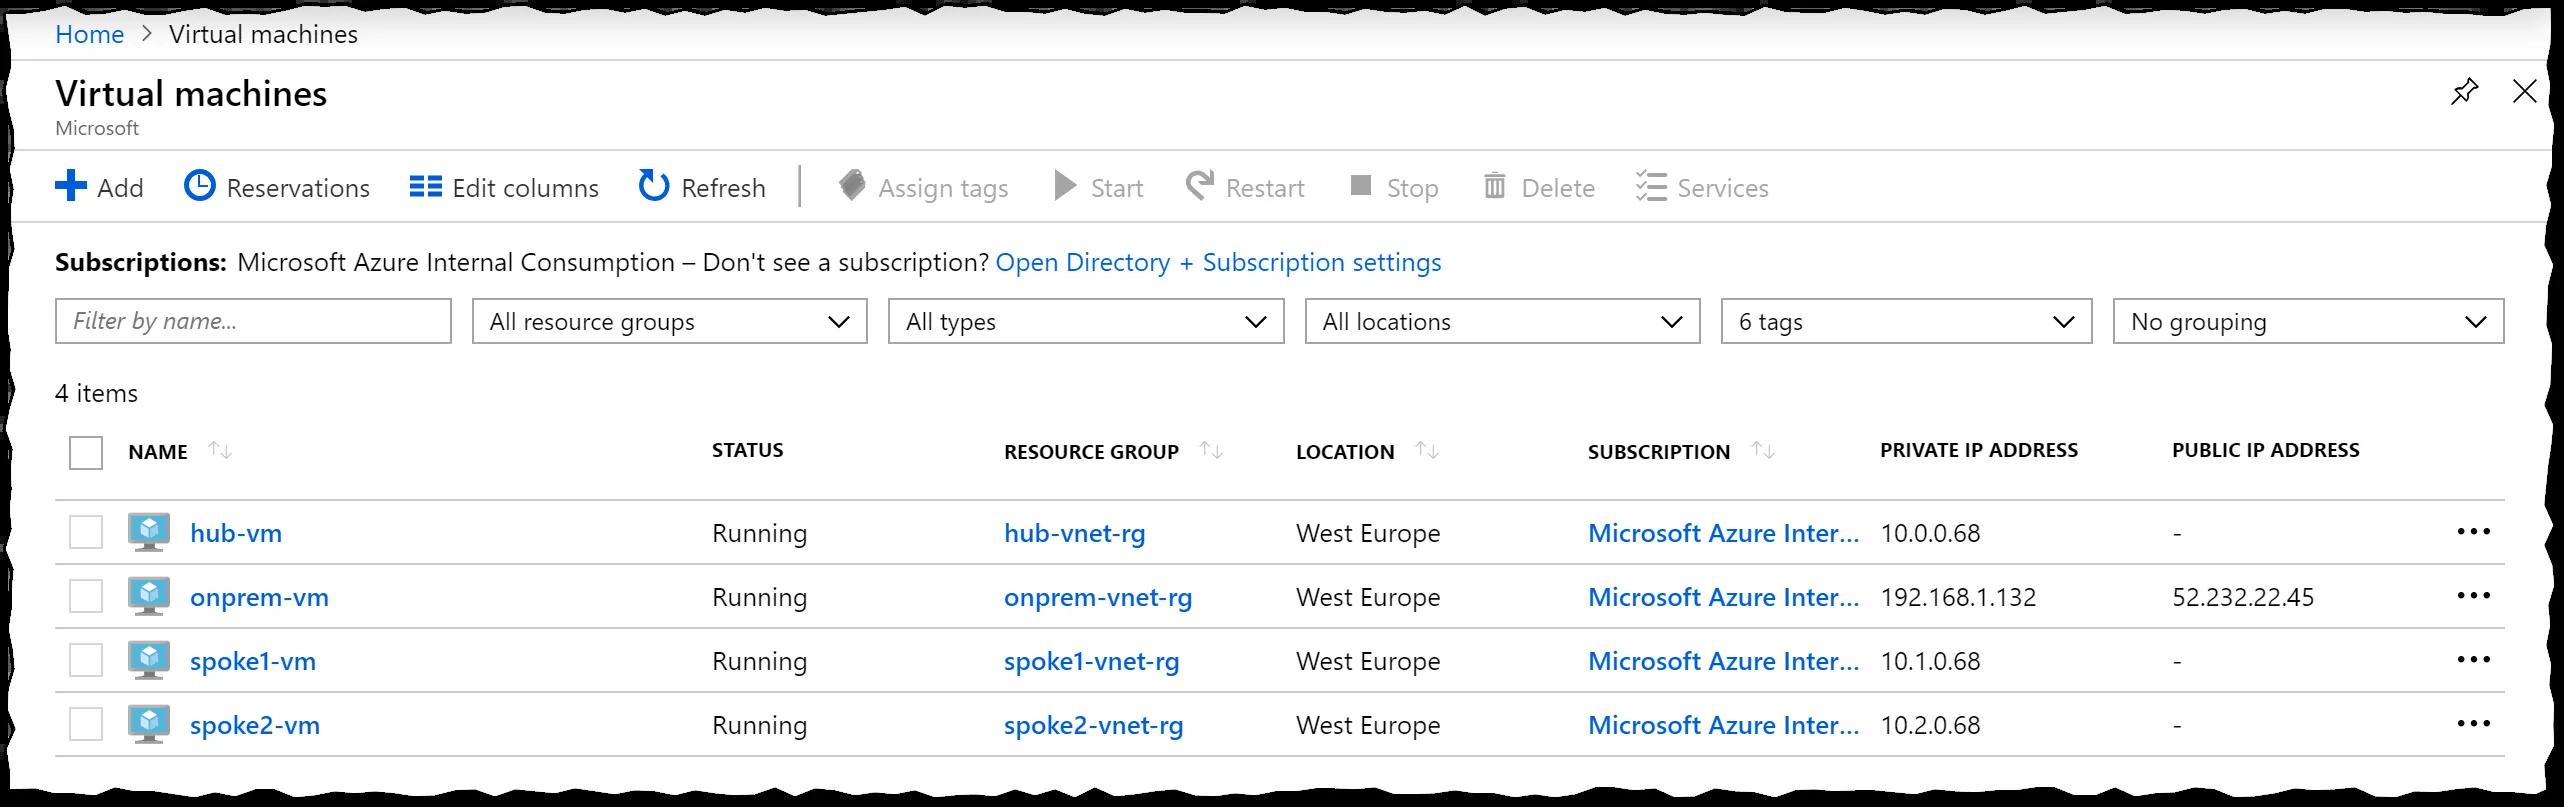 Home > Virtual machines
Virtual machines
Microsoft
Add Reservations Edit columns Refresh Assign tags Start Restart Stop Delete Services
Subscriptions: Microsoft Azure Internal Consumption – Don't see a subscription? Open Directory + Subscription settings
Filter by name... All resource groups All types All locations 6 tags No grouping
4 items
NAME STATUS RESOURCE GROUP LOCATION SUBSCRIPTION PRIVATE IP ADDRESS PUBLIC IP ADDRESS
hub-vm Running hub-vnet-rg West Europe Microsoft Azure Inter... 10.0.0.68 -
onprem-vm Running onprem-vnet-rg West Europe Microsoft Azure Inter... 192.168.1.132 52.232.22.45
spoke1-vm Running spoke1-vnet-rg West Europe Microsoft Azure Inter... 10.1.0.68 -
spoke2-vm Running spoke2-vnet-rg West Europe Microsoft Azure Inter... 10.2.0.68 -